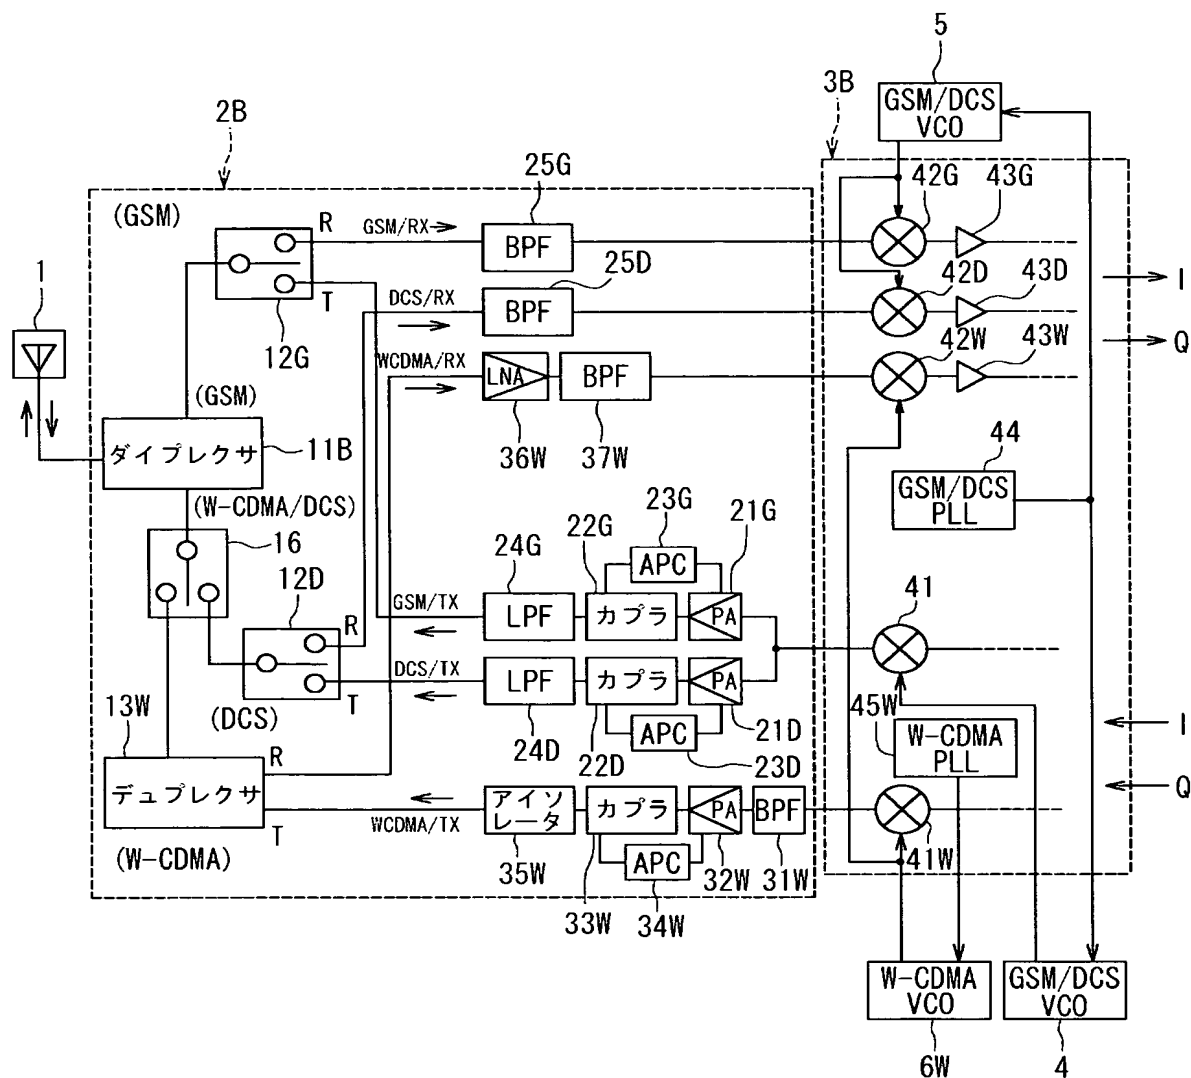 5
GSM/DCS
VCO
3B
2B
(GSM)
R
GSM/RX
25G
BPF
42G
43G
T
12G
DCS/RX
25D
BPF
42D
43D
I
1
WCDMA/RX
LNA
BPF
36W
37W
42W
43W
Q
(GSM)
ダイプレクサ
11B
(W-CDMA/DCS)
44
GSM/DCS
PLL
16
12D
R
T
(DCS)
GSM/TX
24G
LPF
22G
カプラ
23G
APC
21G
PA
41
DCS/TX
LPF
24D
カプラ
22D
APC
23D
PA
21D
45W
W-CDMA
PLL
I
Q
13W
デュプレクサ
R
T
(W-CDMA)
WCDMA/TX
アイソ
レータ
35W
カプラ
33W
APC
34W
PA
32W
BPF
31W
41W
W-CDMA
VCO
6W
GSM/DCS
VCO
4